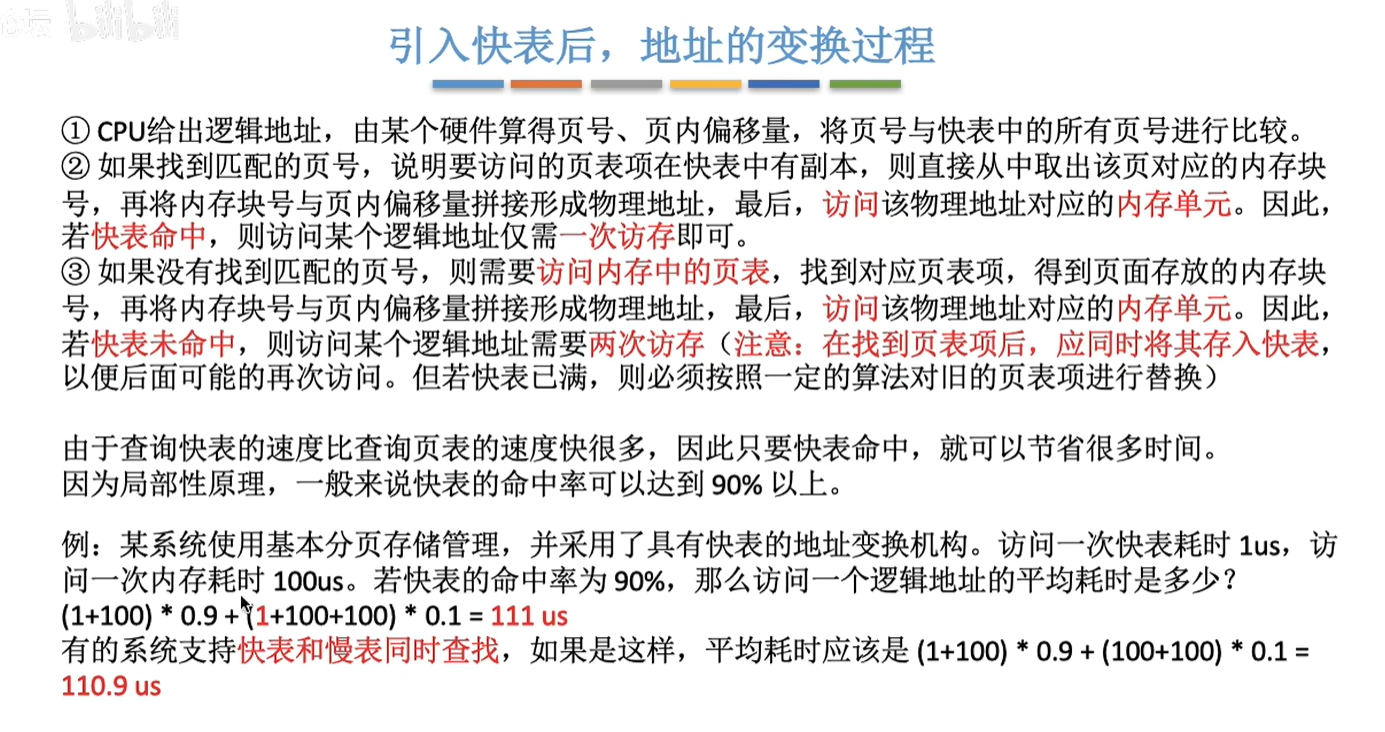 bilibili
引入快表后，地址的变换过程
① CPU给出逻辑地址，由某个硬件算得页号、页内偏移量，将页号与快表中的所有页号进行比较。
② 如果找到匹配的页号，说明要访问的页表项在快表中有副本，则直接从中取出该页对应的内存块
号，再将内存块号与页内偏移量拼接形成物理地址，最后，访问该物理地址对应的内存单元。因此，
若快表命中，则访问某个逻辑地址仅需一次访存即可。
③ 如果没有找到匹配的页号，则需要访问内存中的页表，找到对应页表项，得到页面存放的内存块
号，再将内存块号与页内偏移量拼接形成物理地址，最后，访问该物理地址对应的内存单元。因此，
若快表未命中，则访问某个逻辑地址需要两次访存（注意：在找到页表项后，应同时将其存入快表，
以便后面可能的再次访问。但若快表已满，则必须按照一定的算法对旧的页表项进行替换）
由于查询快表的速度比查询页表的速度快很多，因此只要快表命中，就可以节省很多时间。
因为局部性原理，一般来说快表的命中率可以达到 90% 以上。
例：某系统使用基本分页存储管理，并采用了具有快表的地址变换机构。访问一次快表耗时 1us，访
问一次内存耗时 100us。若快表的命中率为 90%，那么访问一个逻辑地址的平均耗时是多少？
(1+100) * 0.9 + (1+100+100) * 0.1 = 111 us
有的系统支持快表和慢表同时查找，如果是这样，平均耗时应该是 (1+100) * 0.9 + (100+100) * 0.1 =
110.9 us